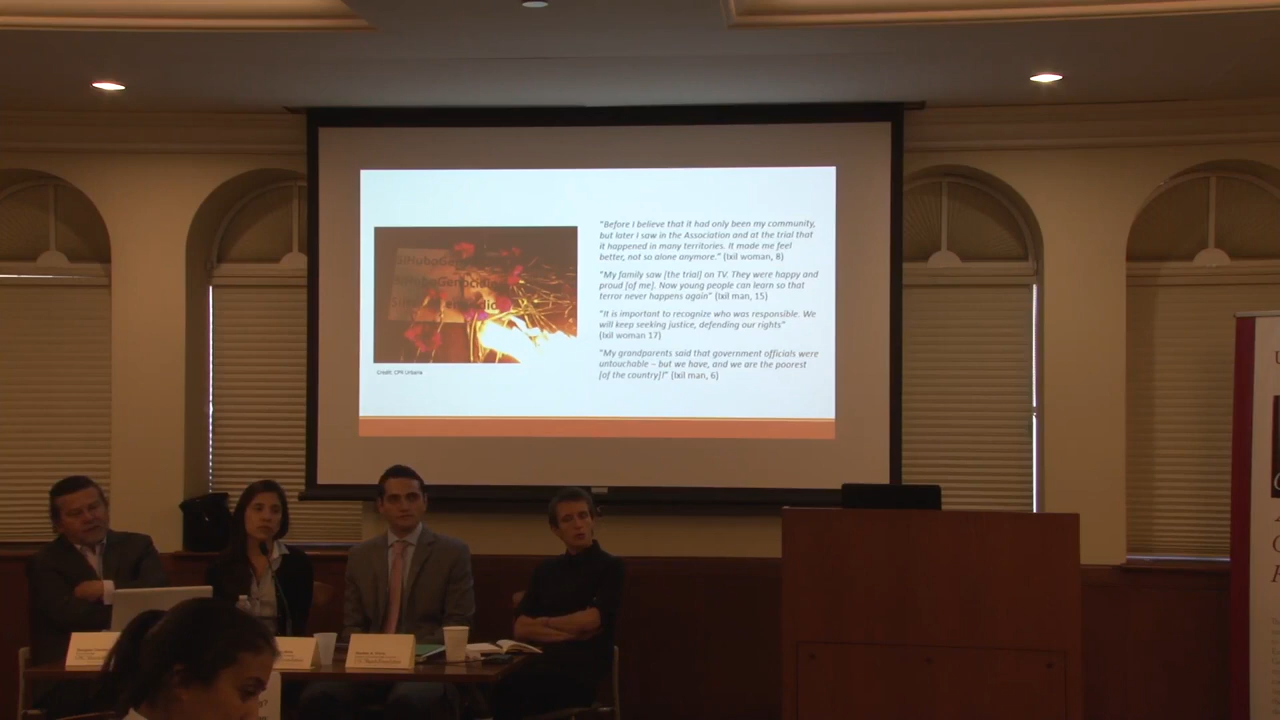 "Before I believe that it had only been my community,
but later I saw in the Association and at the trial that
it happened in many territories. It made me feel
better, not so alone anymore." (Ixil woman, 8)
"My family saw [the trial] on TV. They were happy and
proud [of me]. Now young people can learn so that
terror never happens again" (Ixil man, 15)
"It is important to recognize who was responsible. We
will keep seeking justice, defending our rights"
(Ixil woman 17)
"My grandparents said that government officials were
untouchable – but we have, and we are the poorest
[of the country]!" (Ixil man, 6)
Credit: CPR Urbana